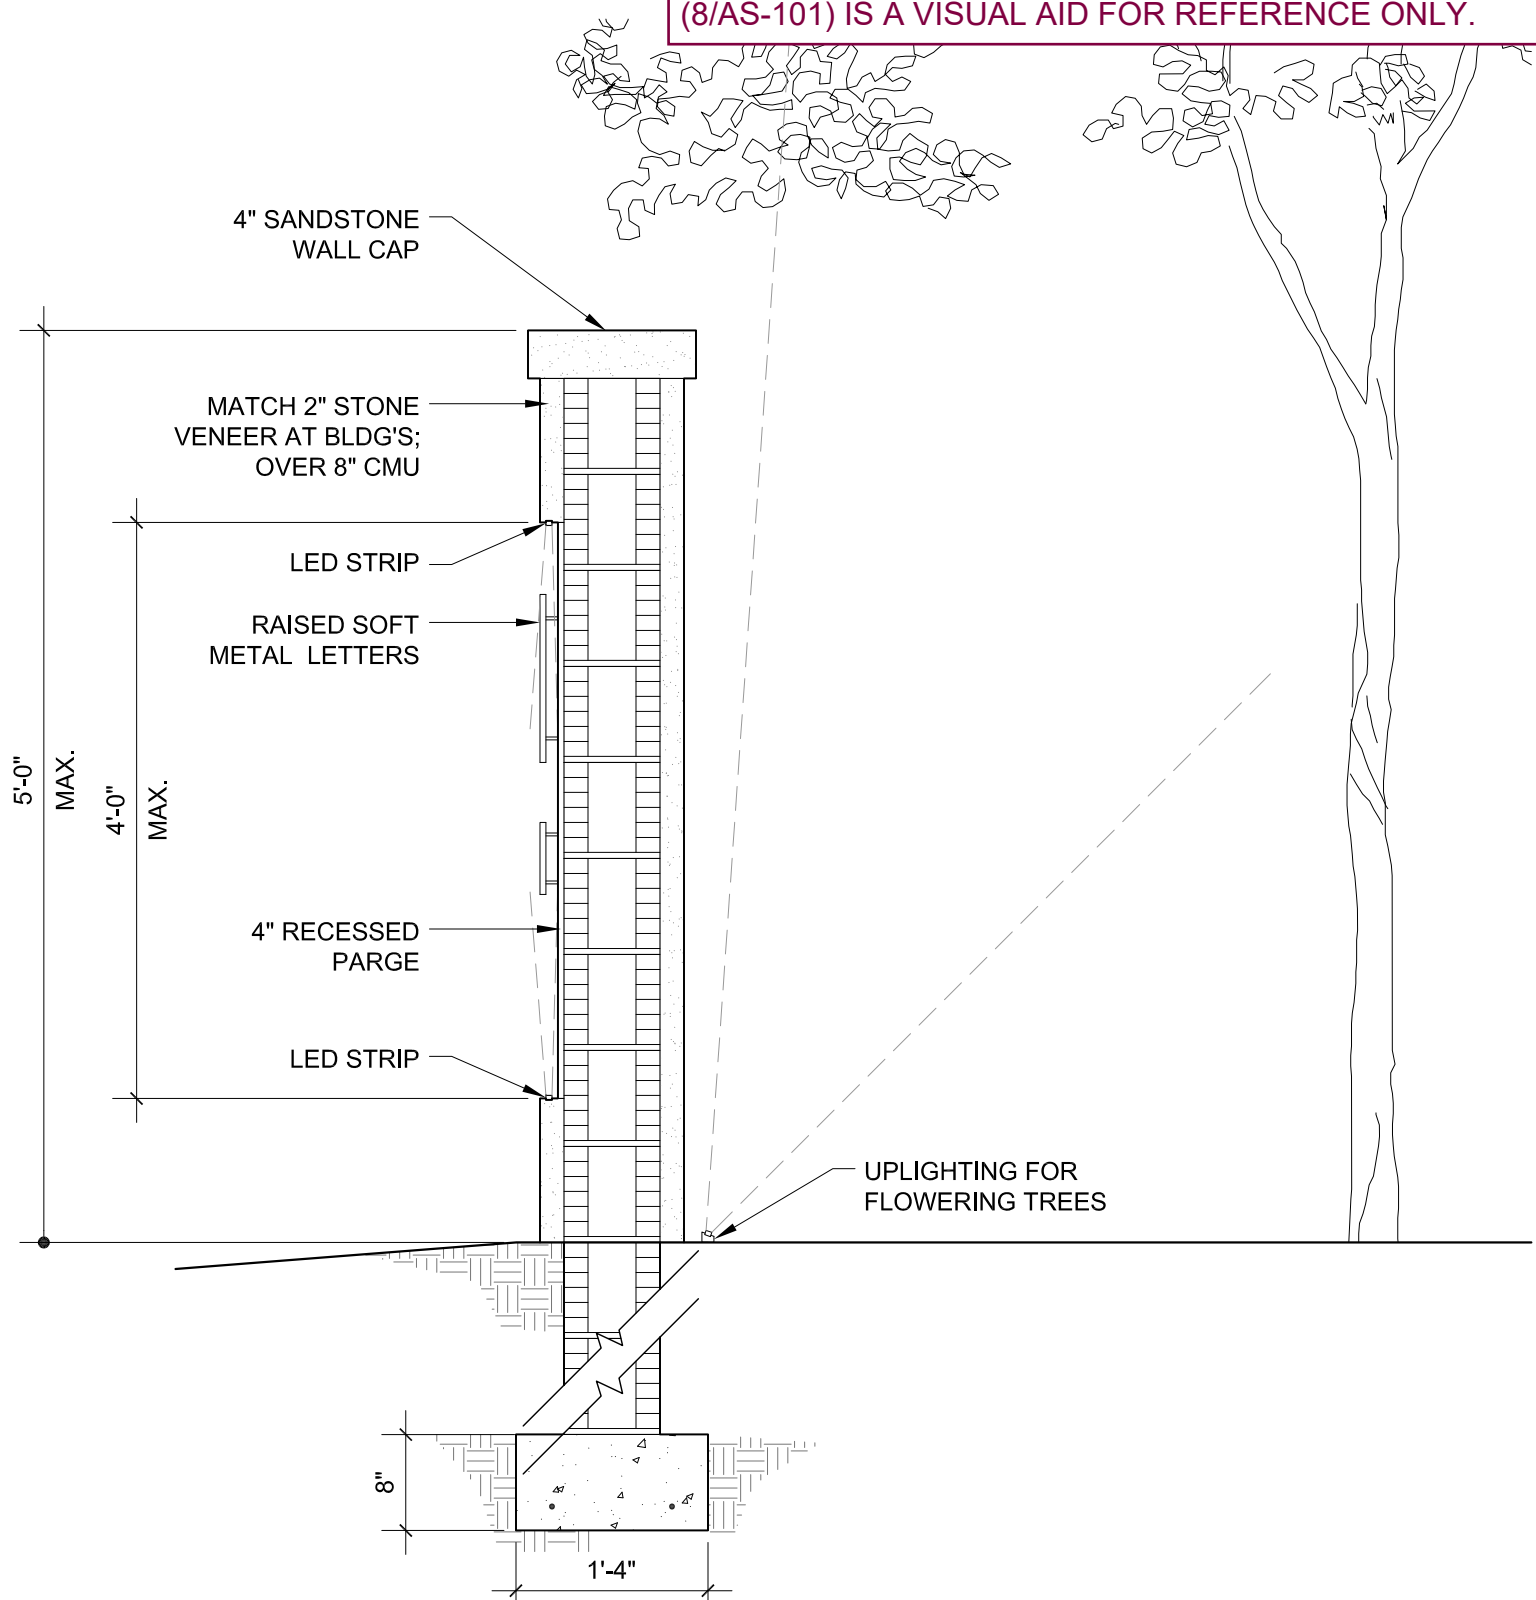 (8/AS-101) IS A VISUAL AID FOR REFERENCE ONLY.
4" SANDSTONE
WALL CAP
MATCH 2" STONE
VENEER AT BLDG'S;
OVER 8" CMU
LED STRIP
RAISED SOFT
METAL LETTERS
5'-0"
MAX.
4'-0"
MAX.
4" RECESSED
PARGE
LED STRIP
UPLIGHTING FOR
FLOWERING TREES
8"
1'-4"